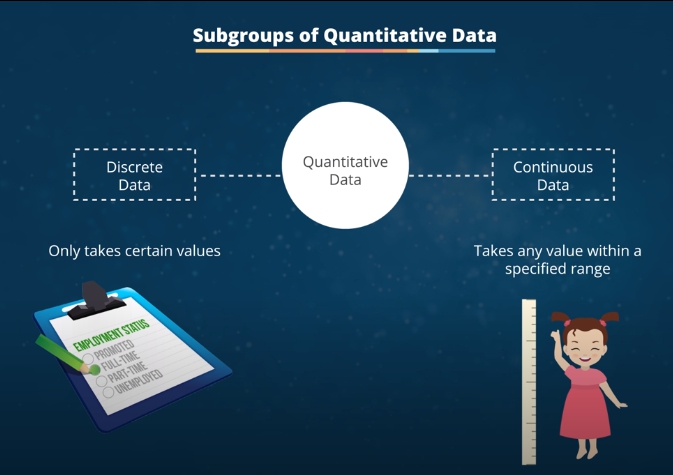 Subgroups of Quantitative Data
Discrete
Data
Quantitative
Data
Continuous
Data
Only takes certain values
Takes any value within a
specified range
EMPLOYMENT STATUS
PROMOTED
FULL-TIME
PART-TIME
UNEMPLOYED